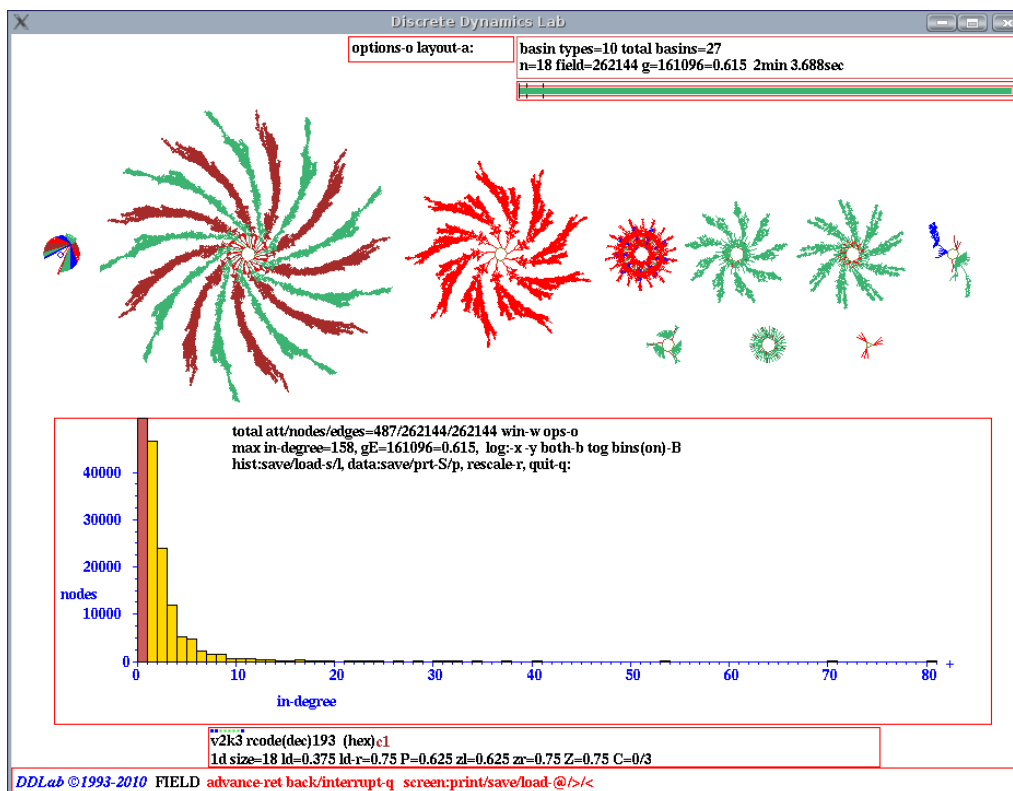 Discrete Dynamics Lab
options-o layout-a:
basin types=10 total basins=27
n=18 field=262144 g=161096=0.615 2min 3.688sec
total att/nodes/edges=487/262144/262144 win-w ops-o
max in-degree=158, gE=161096=0.615, log:-x -y both-b tog bins(on)-B
hist:save/load-s/l, data:save/prt-S/p, rescale-r, quit-q:
40000
30000
20000
nodes
10000
0
0 10 20 30 40 50 60 70 80 +
in-degree
v2k3 rcode(dec)193 (hex)c1
1d size=18 ld=0.375 ld-r=0.75 P=0.625 zl=0.625 zr=0.75 Z=0.75 C=0/3
DDLab ©1993-2010 FIELD advance-ret back/interrupt-q screen:print/save/load-@/>/<